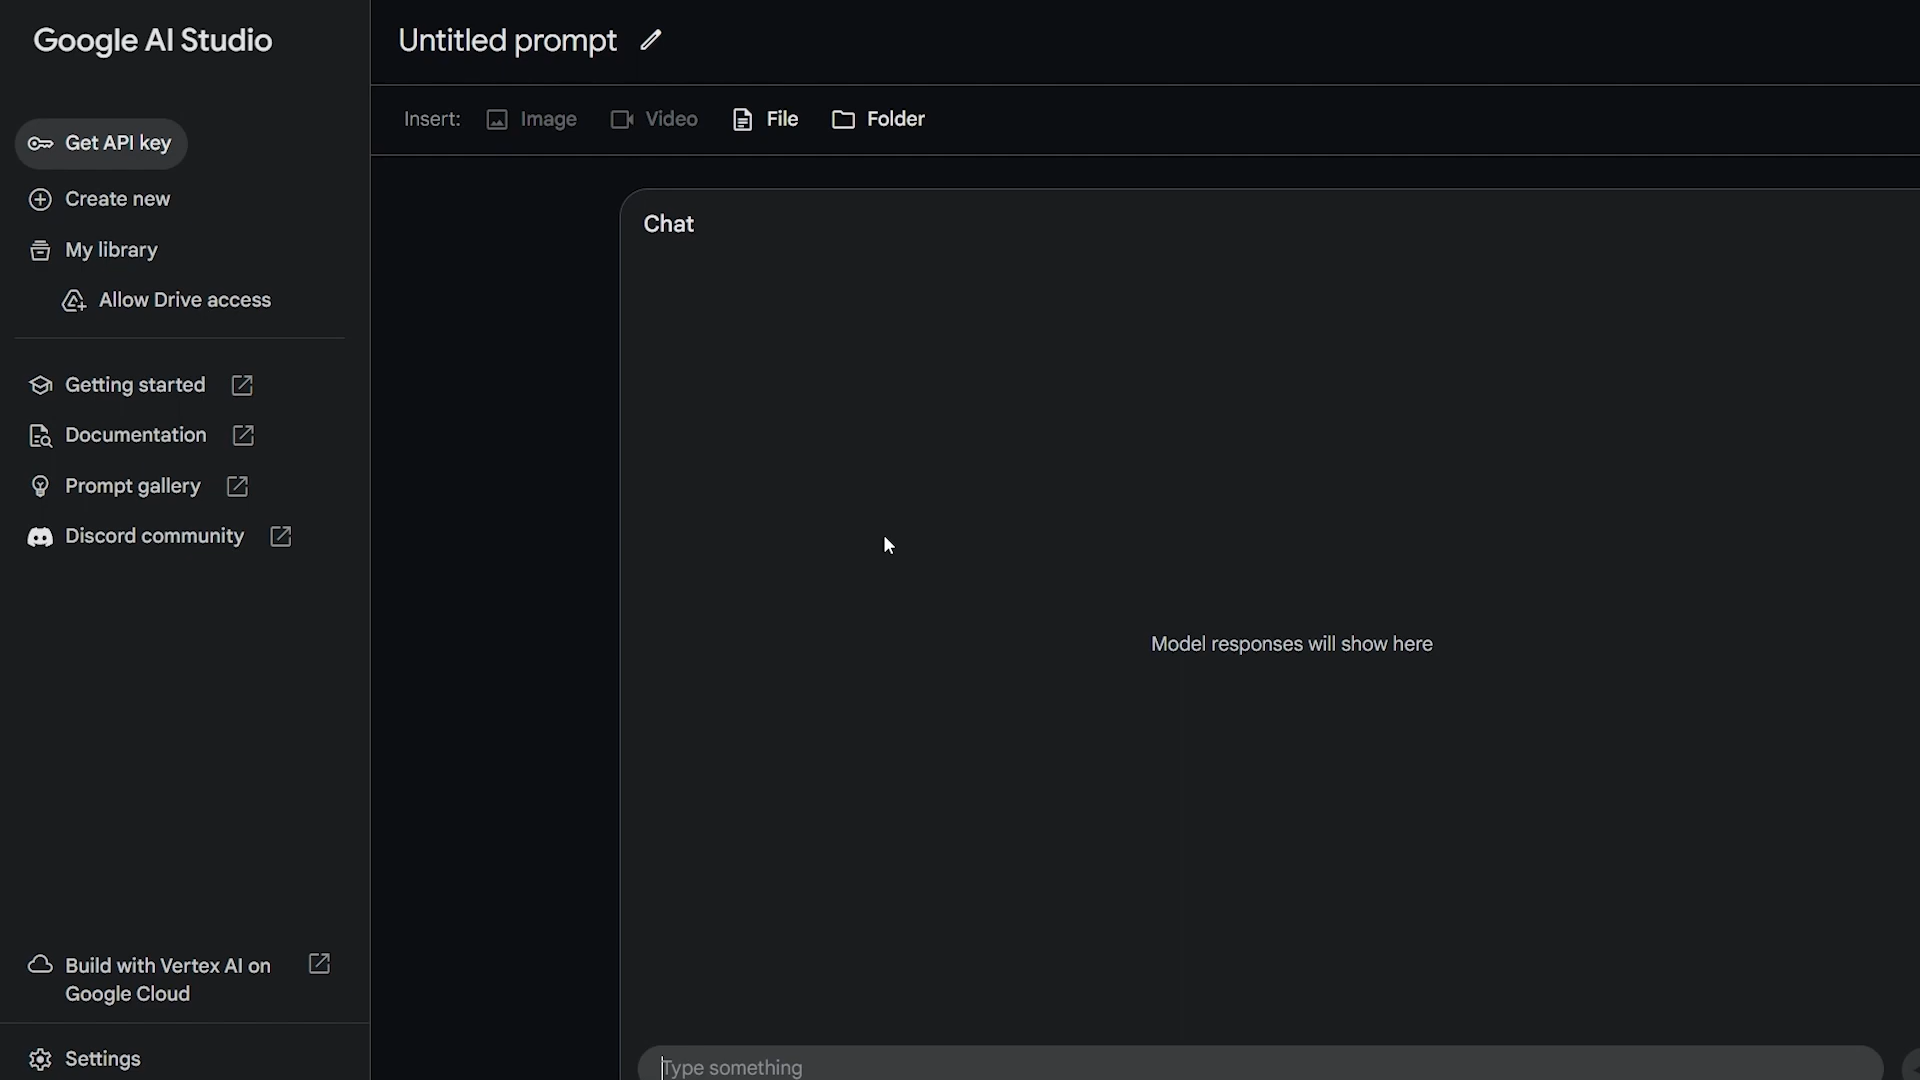 Google AI Studio
Get API key
Create new
My library
Allow Drive access
Getting started
Documentation
Prompt gallery
Discord community
Build with Vertex AI on
Google Cloud
Settings
Untitled prompt
Insert: Image Video File Folder
Chat
Model responses will show here
Type something